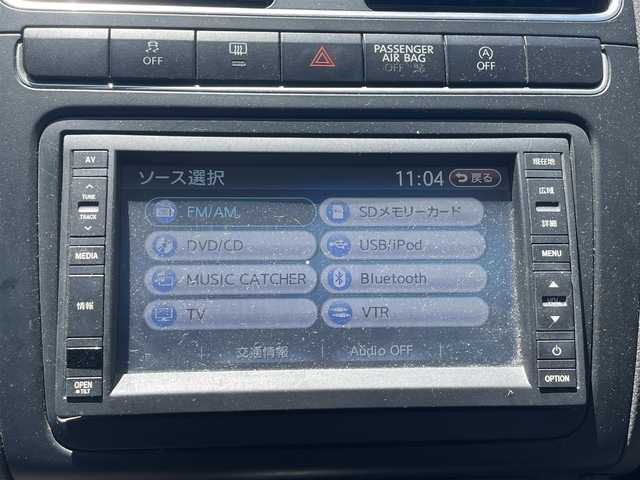 OFF
PASSENGER
AIR BAG
OFF
OFF
AV
TUNE
TRACK
MEDIA
情報
OPEN
TILT
ソース選択
11:04
戻る
FM/AM
SDメモリーカード
DVD/CD
USB/iPod
MUSIC CATCHER
Bluetooth
TV
VTR
交通情報
Audio OFF
現在地
広域
詳細
MENU
VOL
OPTION